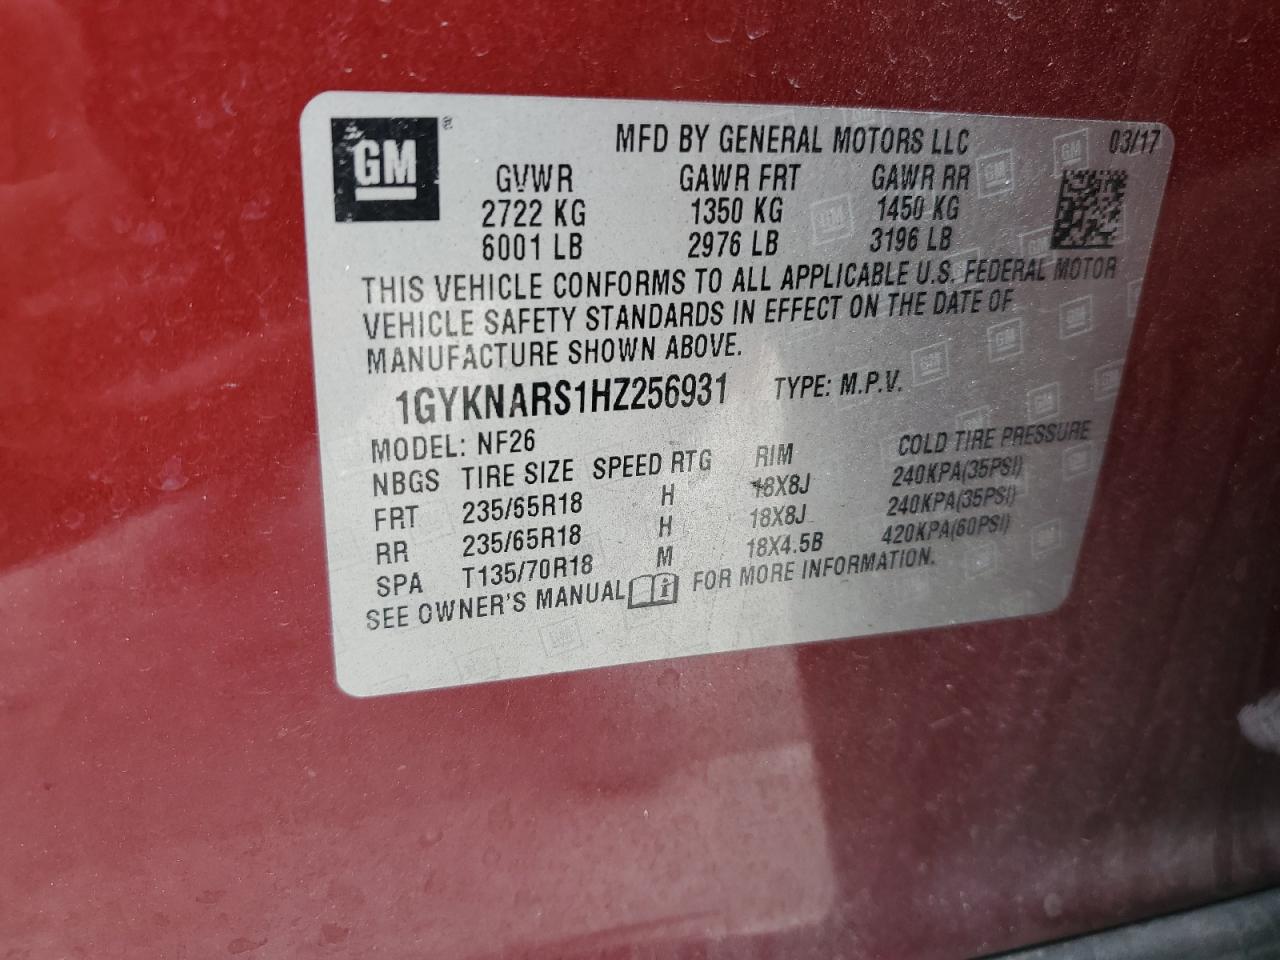 GM ®
MFD BY GENERAL MOTORS LLC 03/17
GVWR GAWR FRT GAWR RR
2722 KG 1350 KG 1450 KG
6001 LB 2976 LB 3196 LB
THIS VEHICLE CONFORMS TO ALL APPLICABLE U.S. FEDERAL MOTOR
VEHICLE SAFETY STANDARDS IN EFFECT ON THE DATE OF
MANUFACTURE SHOWN ABOVE.
1GYKNARS1HZ256931 TYPE: M.P.V.
MODEL: NF26
NBGS TIRE SIZE SPEED RTG RIM COLD TIRE PRESSURE
FRT 235/65R18 H 18X8J 240KPA(35PSI)
RR 235/65R18 H 18X8J 240KPA(35PSI)
SPA T135/70R18 M 18X4.5B 420KPA(60PSI)
SEE OWNER'S MANUAL i FOR MORE INFORMATION.